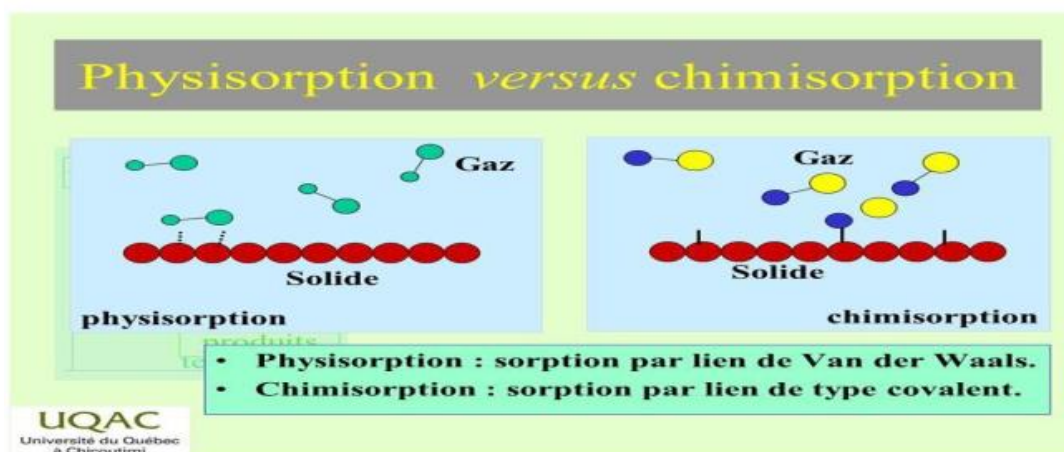 Physisorption versus chimisorption
Gaz
Solide
physisorption
Gaz
Solide
chimisorption
produits
• Physisorption : sorption par lien de Van der Waals.
• Chimisorption : sorption par lien de type covalent.
UQAC
Université du Québec
à Chicoutimi